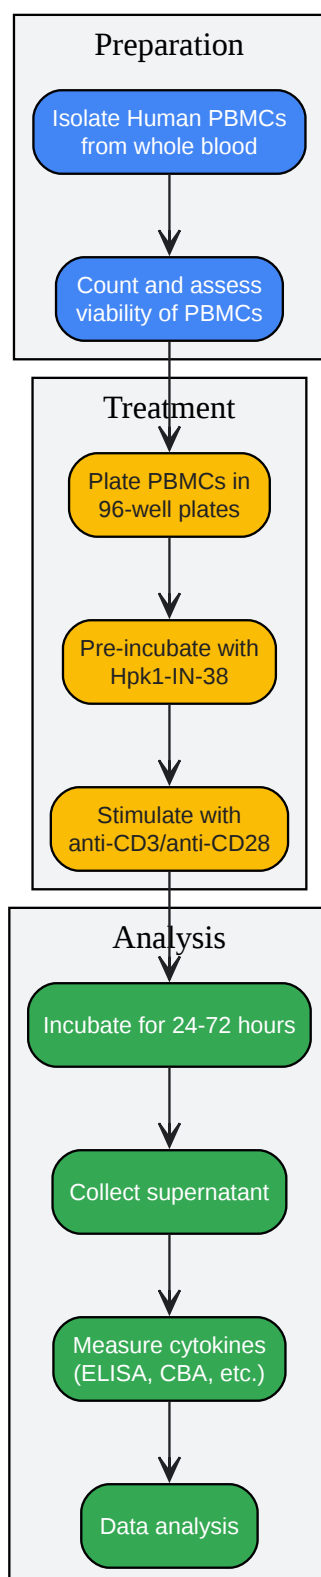 Preparation
Isolate Human PBMCs
from whole blood
Count and assess
viability of PBMCs
Treatment
Plate PBMCs in
96-well plates
Pre-incubate with
Hpk1-IN-38
Stimulate with
anti-CD3/anti-CD28
Analysis
Incubate for 24-72 hours
Collect supernatant
Measure cytokines
(ELISA, CBA, etc.)
Data analysis